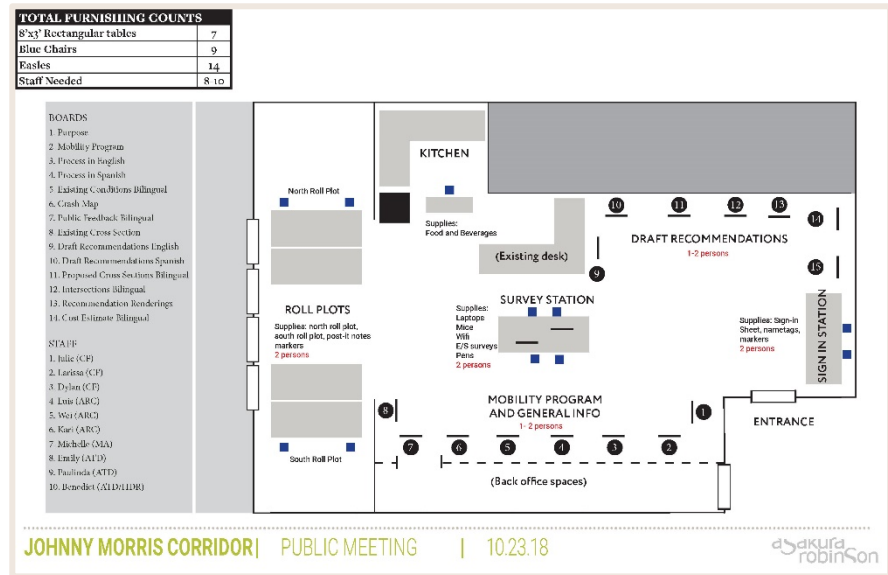 TOTAL FURNISHING COUNTS
8'x3' Rectangular tables 7
Blue Chairs 9
Easles 14
Staff Needed 8-10
BOARDS
1. Purpose
2. Mobility Program
3. Process in English
4. Process in Spanish
5. Existing Conditions Bilingual
6. Crash Map
7. Public Feedback Bilingual
8. Existing Cross Section
9. Draft Recommendations English
10. Draft Recommendations Spanish
11. Proposed Cross Sections Bilingual
12. Intersections Bilingual
13. Recommendation Renderings
14. Cost Estimate Bilingual
STAFF
1. Julie (CP)
2. Larissa (CP)
3. Dylan (CP)
4. Luis (ARC)
5. Wei (ARC)
6. Kari (ARC)
7. Michelle (MA)
8. Emily (ATD)
9. Paulinda (ATD)
10. Benedict (ATD/HDR)
North Roll Plot
ROLL PLOTS
Supplies: north roll plot,
south roll plot, post-it notes
markers
2 persons
South Roll Plot
KITCHEN
Supplies:
Food and Beverages
(Existing desk)
SURVEY STATION
Supplies:
Laptops
Mice
Wifi
E/S surveys
Pens
2 persons
DRAFT RECOMMENDATIONS
1-2 persons
9
10
11
12
13
14
15
Supplies: Sign-in
Sheet, nametags,
markers
2 persons
SIGN IN STATION
ENTRANCE
MOBILITY PROGRAM
AND GENERAL INFO
1- 2 persons
8
7
6
5
4
3
2
1
(Back office spaces)
JOHNNY MORRIS CORRIDOR| PUBLIC MEETING | 10.23.18
asakura
robinson